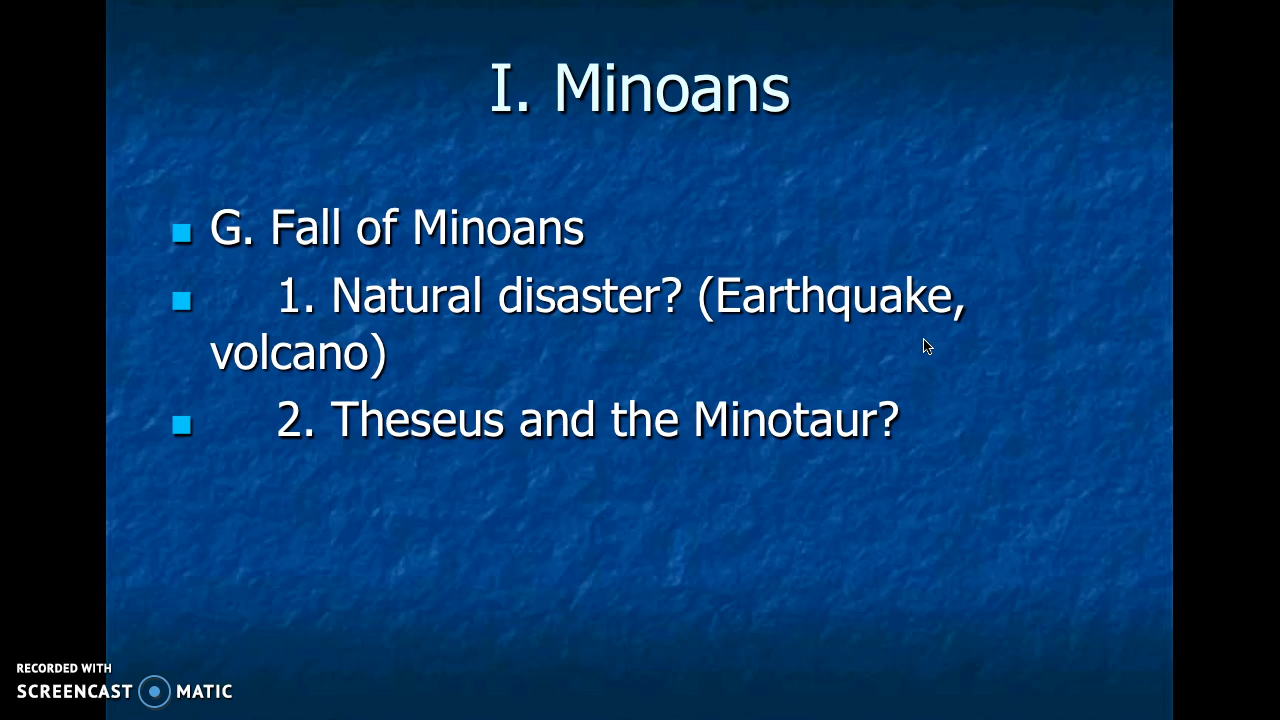 I. Minoans
G. Fall of Minoans
1. Natural disaster? (Earthquake,
volcano)
2. Theseus and the Minotaur?
RECORDED WITH
SCREENCAST MATIC